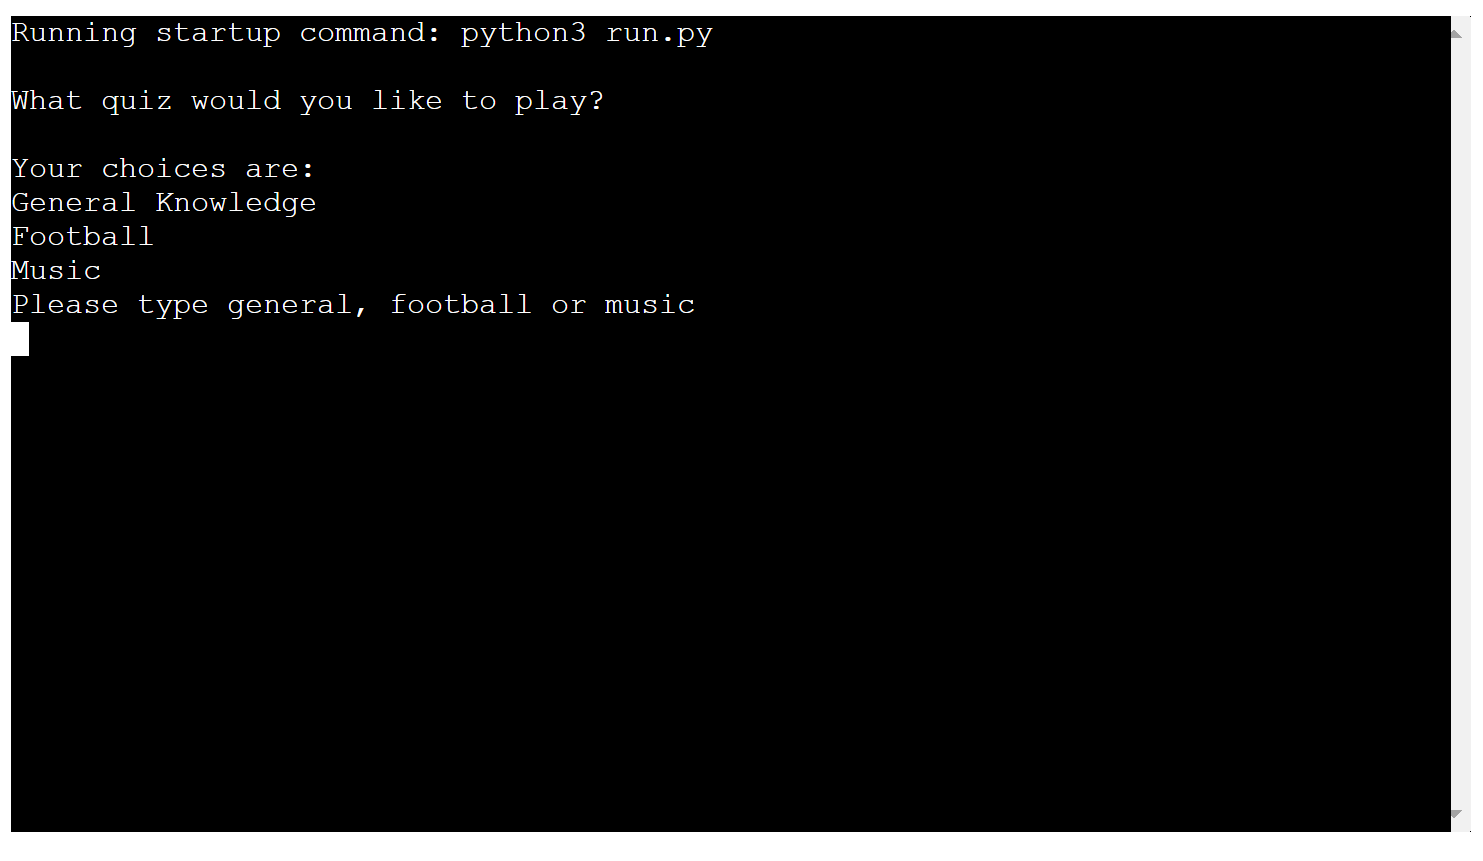 Running startup command: python3 run.py
What quiz would you like to play?
Your choices are:
General Knowledge
Football
Music
Please type general, football or music